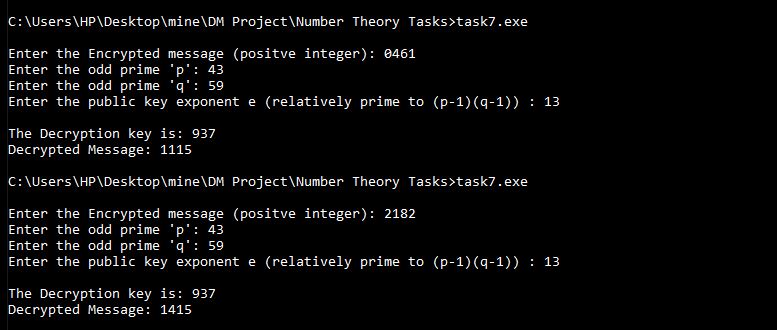 C:\Users\HP\Desktop\mine\DM Project\Number Theory Tasks>task7.exe
Enter the Encrypted message (positve integer): 0461
Enter the odd prime 'p': 43
Enter the odd prime 'q': 59
Enter the public key exponent e (relatively prime to (p-1)(q-1)) : 13
The Decryption key is: 937
Decrypted Message: 1115
C:\Users\HP\Desktop\mine\DM Project\Number Theory Tasks>task7.exe
Enter the Encrypted message (positve integer): 2182
Enter the odd prime 'p': 43
Enter the odd prime 'q': 59
Enter the public key exponent e (relatively prime to (p-1)(q-1)) : 13
The Decryption key is: 937
Decrypted Message: 1415